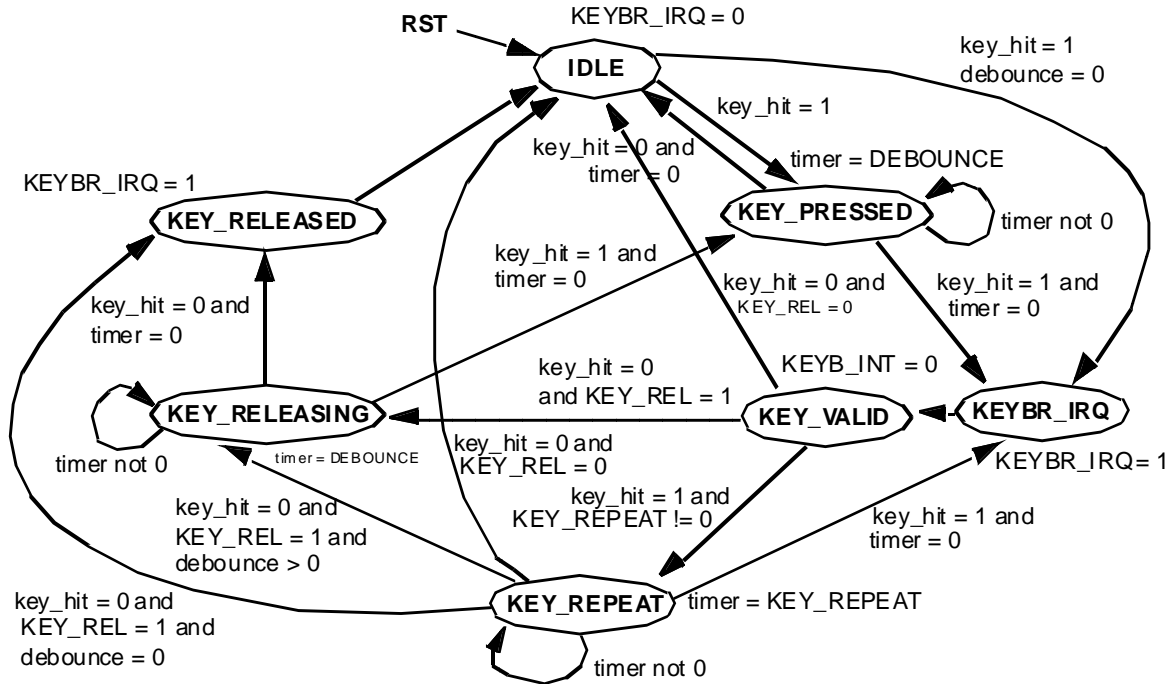 KEYBR_IRQ = 0
RST
IDLE
key_hit = 1
debounce = 0
key_hit = 1
key_hit = 0 and
timer = 0
timer = DEBOUNCE
KEYBR_IRQ = 1
KEY_RELEASED
KEY_PRESSED
timer not 0
key_hit = 1 and
timer = 0
key_hit = 0 and
KEY_REL = 0
key_hit = 1 and
timer = 0
key_hit = 0 and
timer = 0
KEYB_INT = 0
key_hit = 0
and KEY_REL = 1
KEY_RELEASING
KEY_VALID
KEYBR_IRQ
timer not 0
timer = DEBOUNCE
key_hit = 0 and
KEY_REL = 0
KEYBR_IRQ = 1
key_hit = 0 and
KEY_REL = 1 and
debounce > 0
key_hit = 1 and
KEY_REPEAT != 0
key_hit = 1 and
timer = 0
key_hit = 0 and
KEY_REL = 1 and
debounce = 0
KEY_REPEAT
timer = KEY_REPEAT
timer not 0